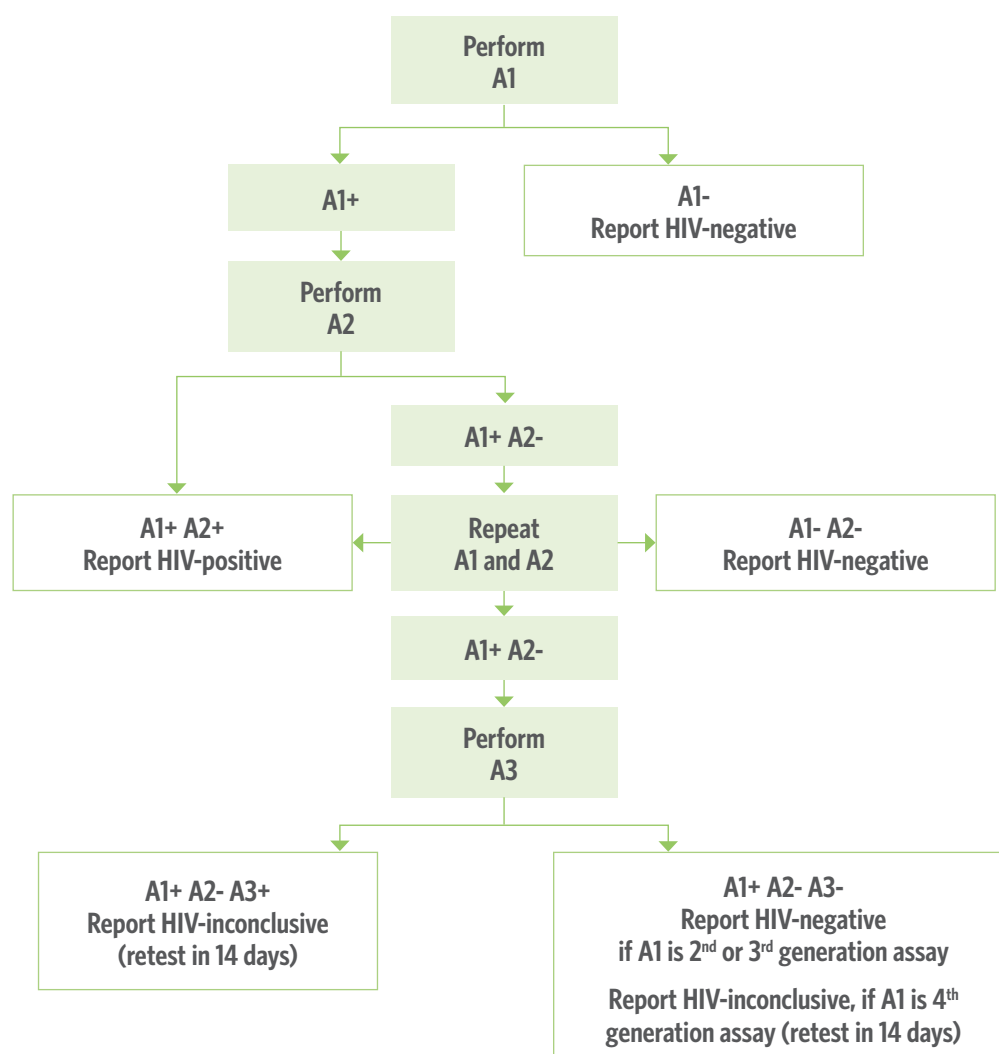 Perform
A1
A1+
A1-
Report HIV-negative
Perform
A2
A1+ A2-
A1+ A2+
Report HIV-positive
Repeat
A1 and A2
A1- A2-
Report HIV-negative
A1+ A2-
Perform
A3
A1+ A2- A3+
Report HIV-inconclusive
(retest in 14 days)
A1+ A2- A3-
Report HIV-negative
if A1 is 2nd or 3rd generation assay
Report HIV-inconclusive, if A1 is 4th
generation assay (retest in 14 days)